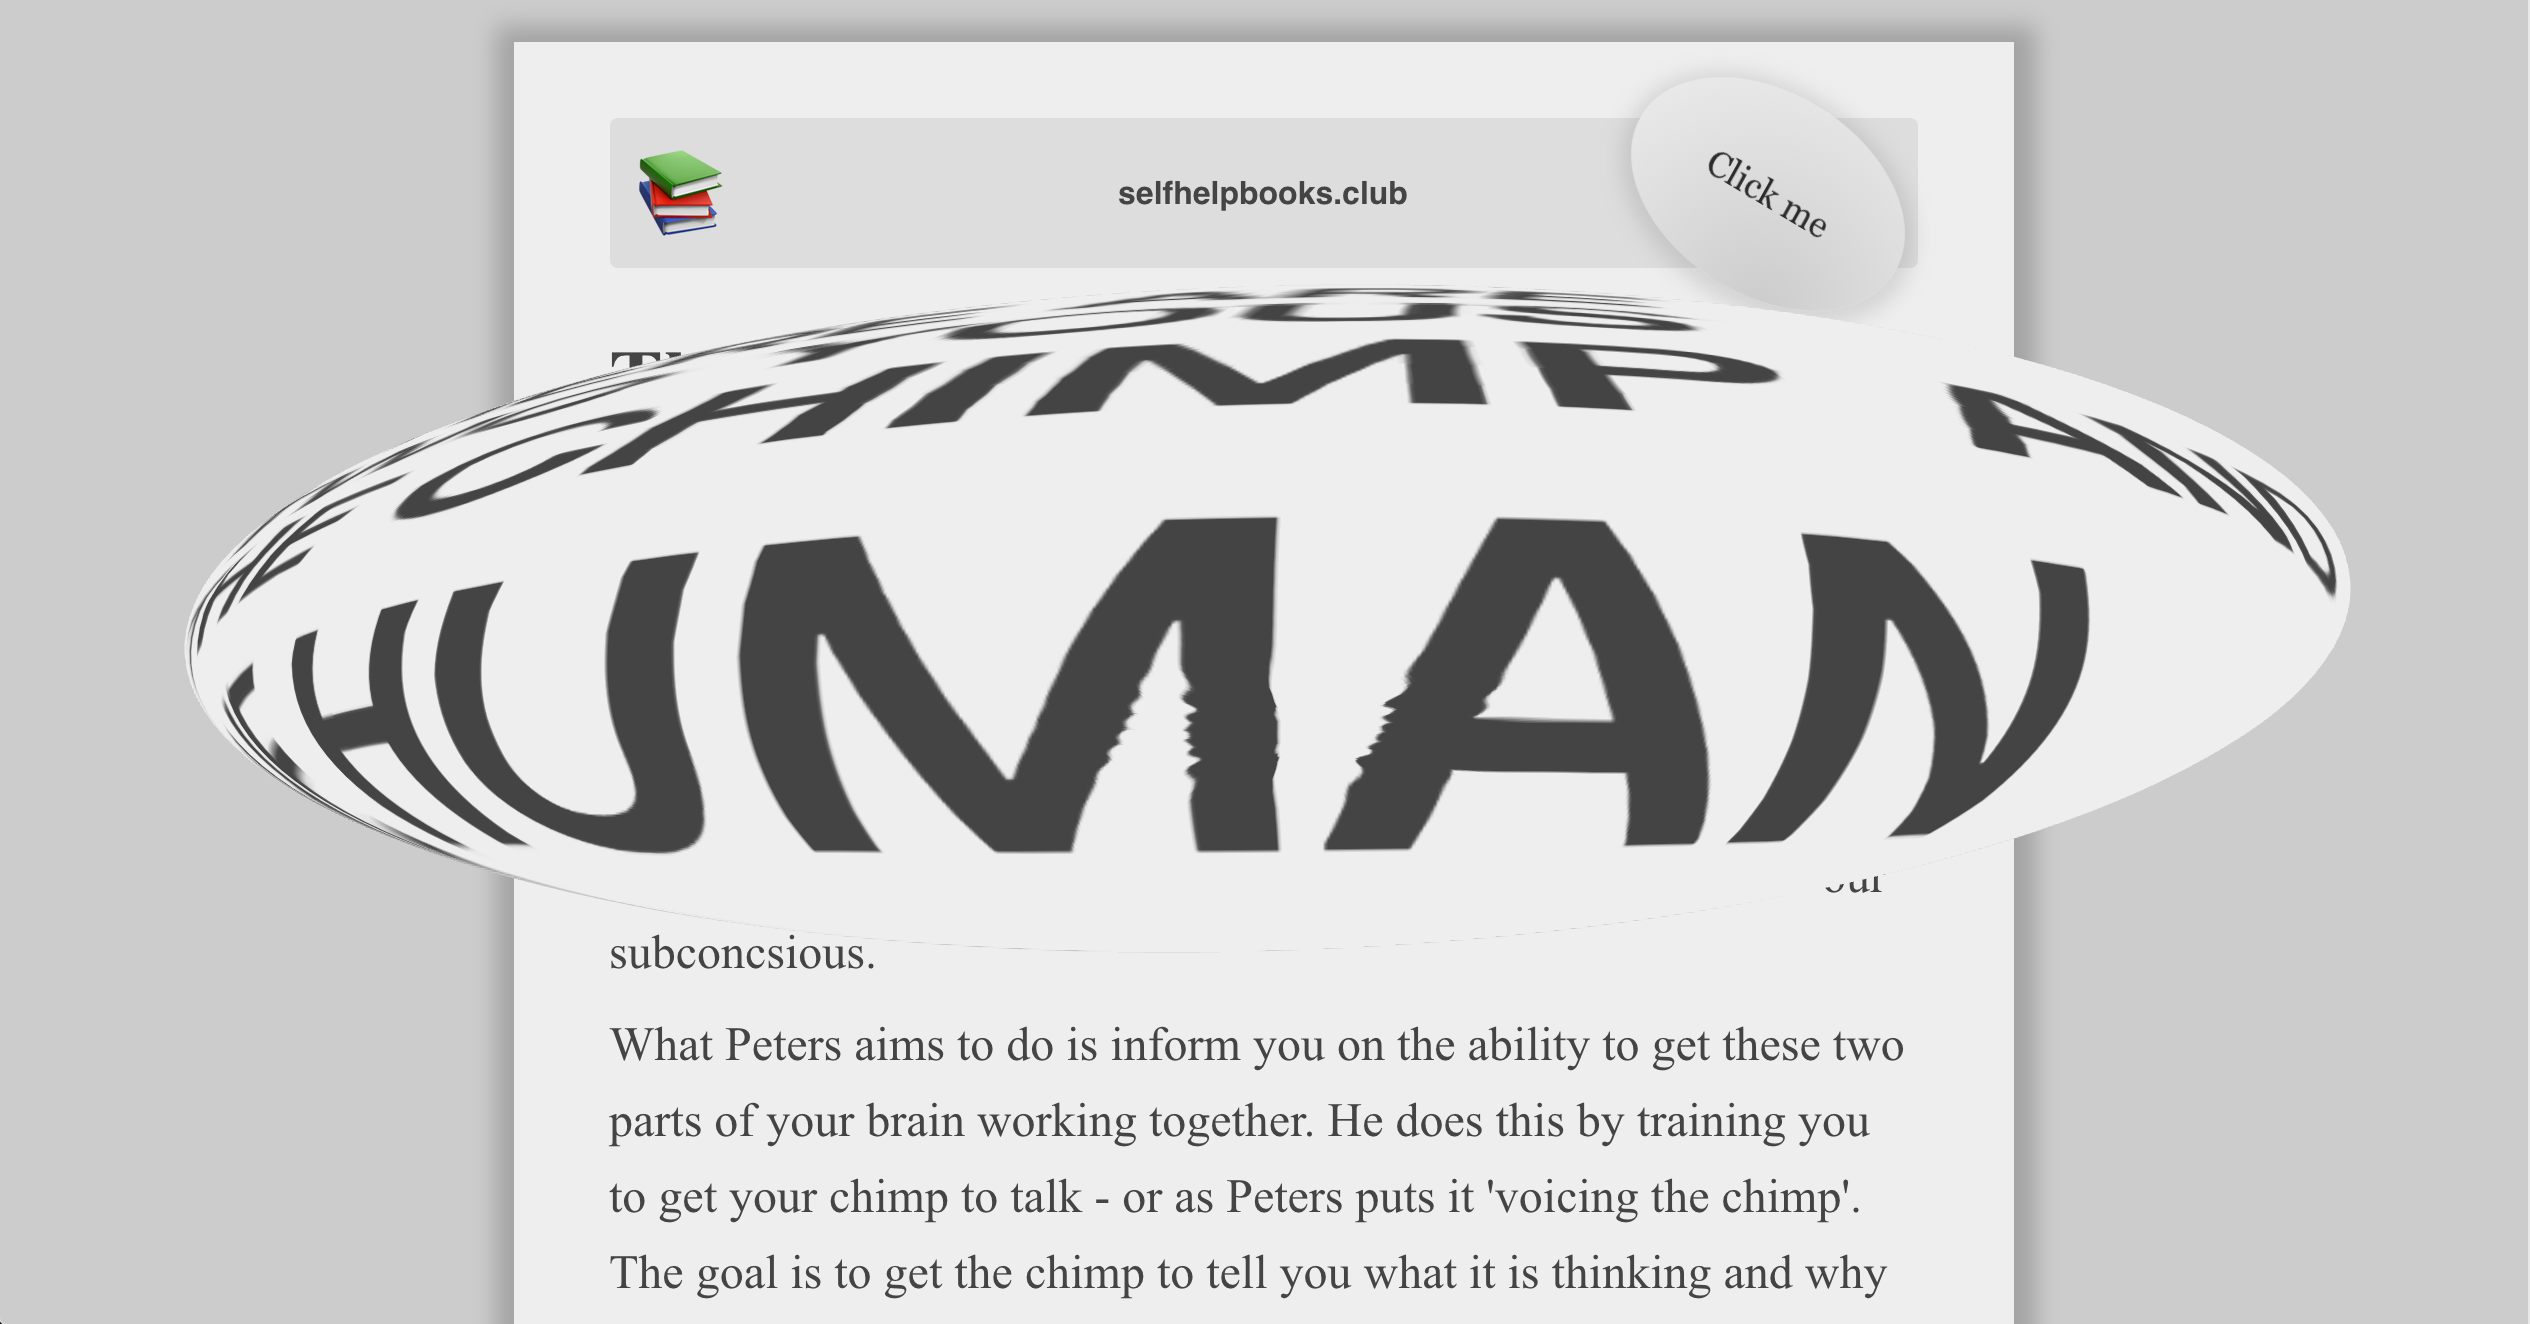 selfhelpbooks.club
Click me
CHIMP AND
HUMAN
our
subconcsious.
What Peters aims to do is inform you on the ability to get these two
parts of your brain working together. He does this by training you
to get your chimp to talk - or as Peters puts it 'voicing the chimp'.
The goal is to get the chimp to tell you what it is thinking and why